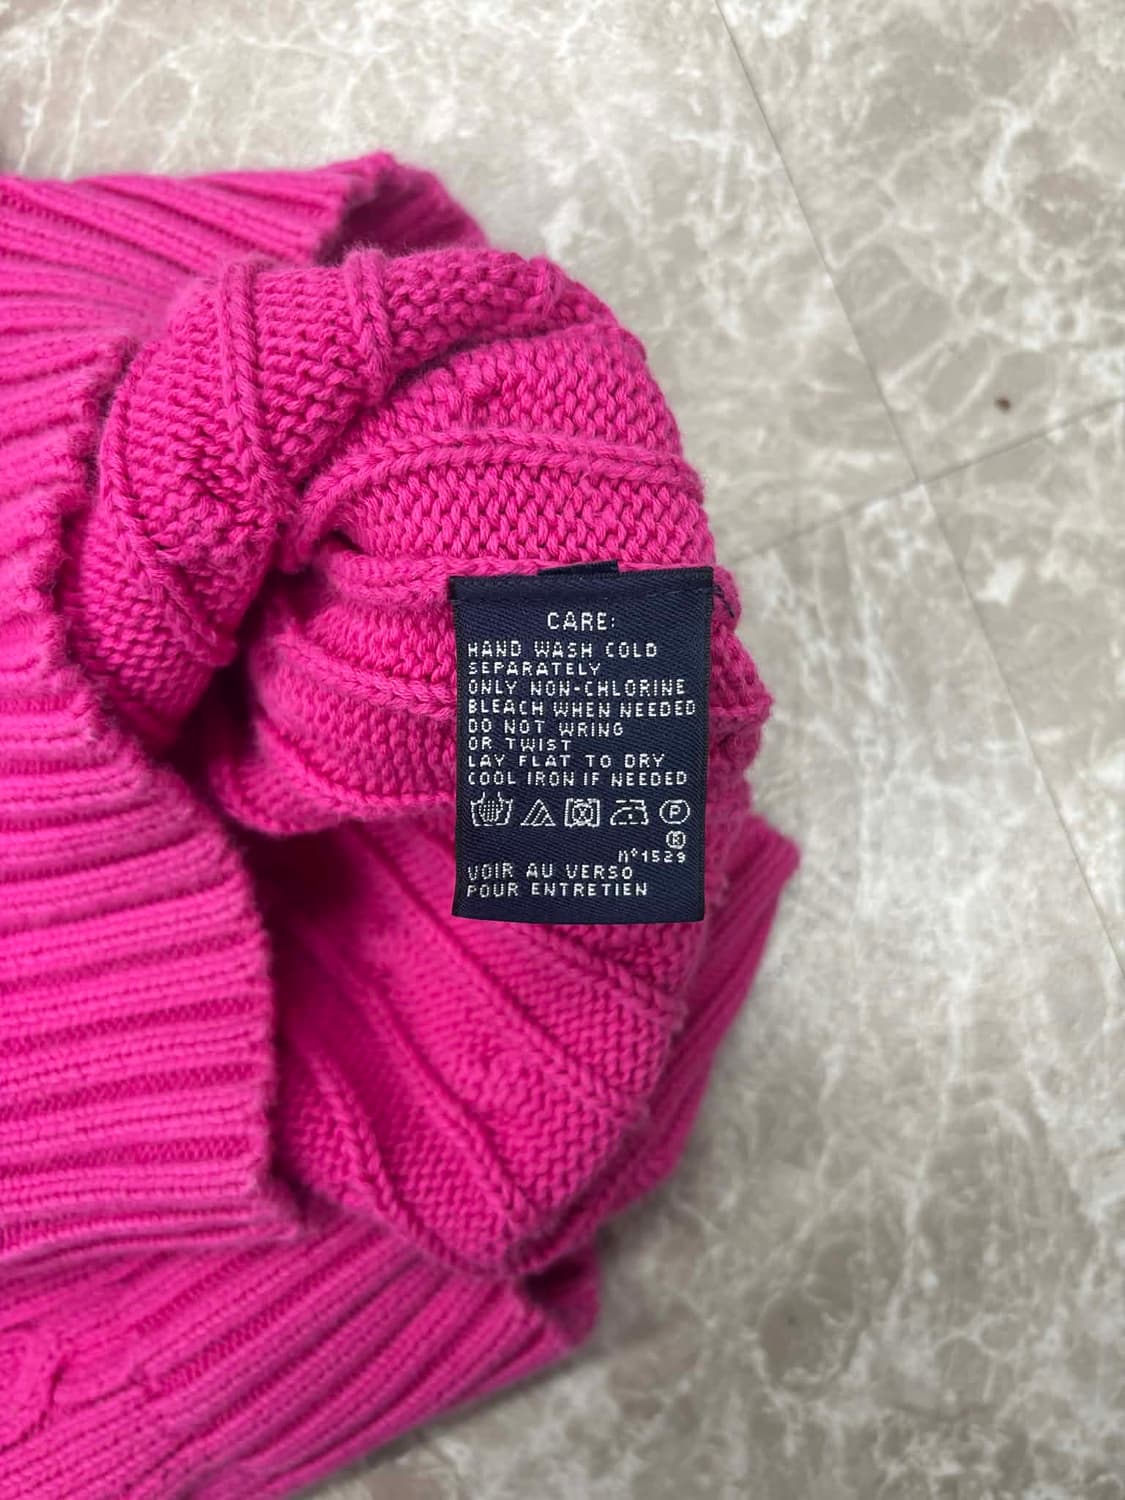 CARE:
HAND WASH COLD
SEPARATELY
ONLY NON-CHLORINE
BLEACH WHEN NEEDED
DO NOT WRING
OR TWIST
LAY FLAT TO DRY
COOL IRON IF NEEDED
P
R
n°1529
VOIR AU VERSO
POUR ENTRETIEN